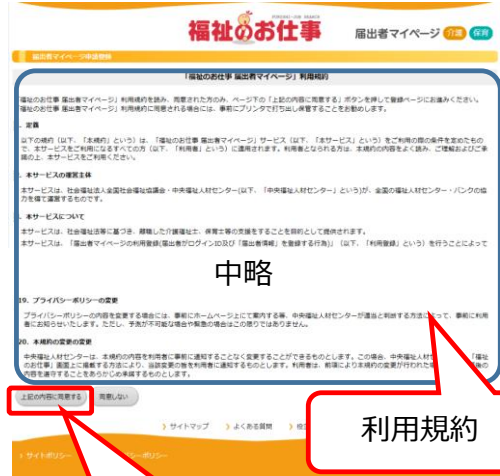 福祉のお仕事
届出者マイページ 介護 保育
届出者マイページ申請登録
「福祉のお仕事 届出者マイページ」利用規約
福祉のお仕事 届出者マイページ」利用規約を読み、同意された方のみ、ページ下の「上記の内容に同意する」ボタンを押して登録ページにお進みください。
福祉のお仕事 届出者マイページ」利用規約に同意される場合には、事前にプリンタで打ち出し保管することをお勧めします。
. 定義
以下の規約(以下、「本規約」という)は、「福祉のお仕事 届出者マイページ」サービス(以下、「本サービス」という)をご利用の際の条件を定めたもの
で、本サービスをご利用になるすべての方(以下、「利用者」という)に適用されます。利用者となられる方は、本規約の内容をよく読み、ご理解およびご承
諾の上、本サービスをご利用ください。
. 本サービスの運営主体
本サービスは、社会福祉法人全国社会福祉協議会・中央福祉人材センター(以下、「中央福祉人材センター」という)が、全国の福祉人材センター・バンクの協
力を得て運営するものです。
. 本サービスについて
本サービスは、社会福祉法等に基づき、離職した介護福祉士、保育士等の支援をすることを目的として提供されます。
本サービスは、「届出者マイページの利用登録(届出者がログインID及び「届出者情報」を登録する行為)」(以下、「利用登録」という)を行うことによって
中略
19. プライバシーポリシーの変更
プライバシーポリシーの内容を変更する場合には、事前にホームページ上にて案内する等、中央福祉人材センターが適当と判断する方法によって、事前に利用
者にお知らせいたします。ただし、予測が不可能な場合や緊急の場合はこの限りではありません。
20. 本規約の変更の変更
中央福祉人材センターは、本規約の内容を利用者に事前に通知することなく変更することができるものとします。この場合、中央福祉人材セ 「福祉
のお仕事」画面上に掲載する方法により、当該変更の旨を利用者に通知するものとします。利用者は、前項により本規約の変更が行われた場 後の
内容を遵守することをあらかじめ承諾するものとします。
上記の内容に同意する 同意しない
利用規約
サイトマップ よくある質問
サイトポリシー